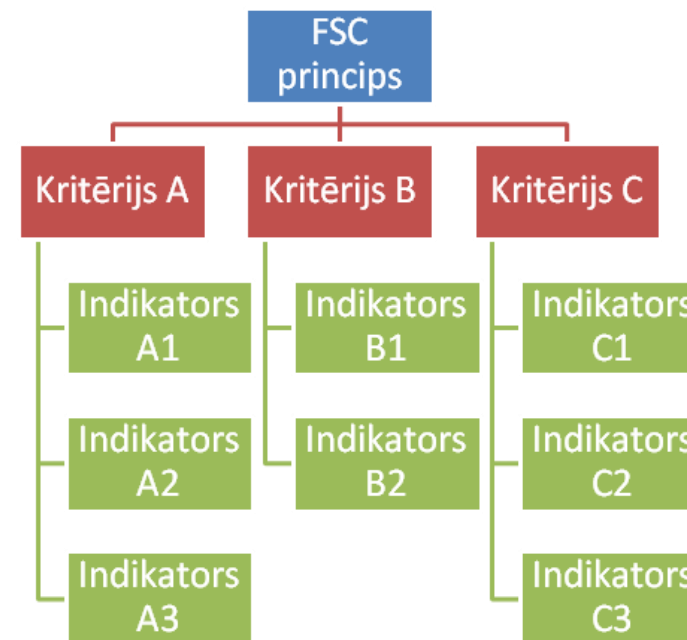 FSC
princips
Kritērijs A
Kritērijs B
Kritērijs C
Indikators
A1
Indikators
A2
Indikators
A3
Indikators
B1
Indikators
B2
Indikators
C1
Indikators
C2
Indikators
C3